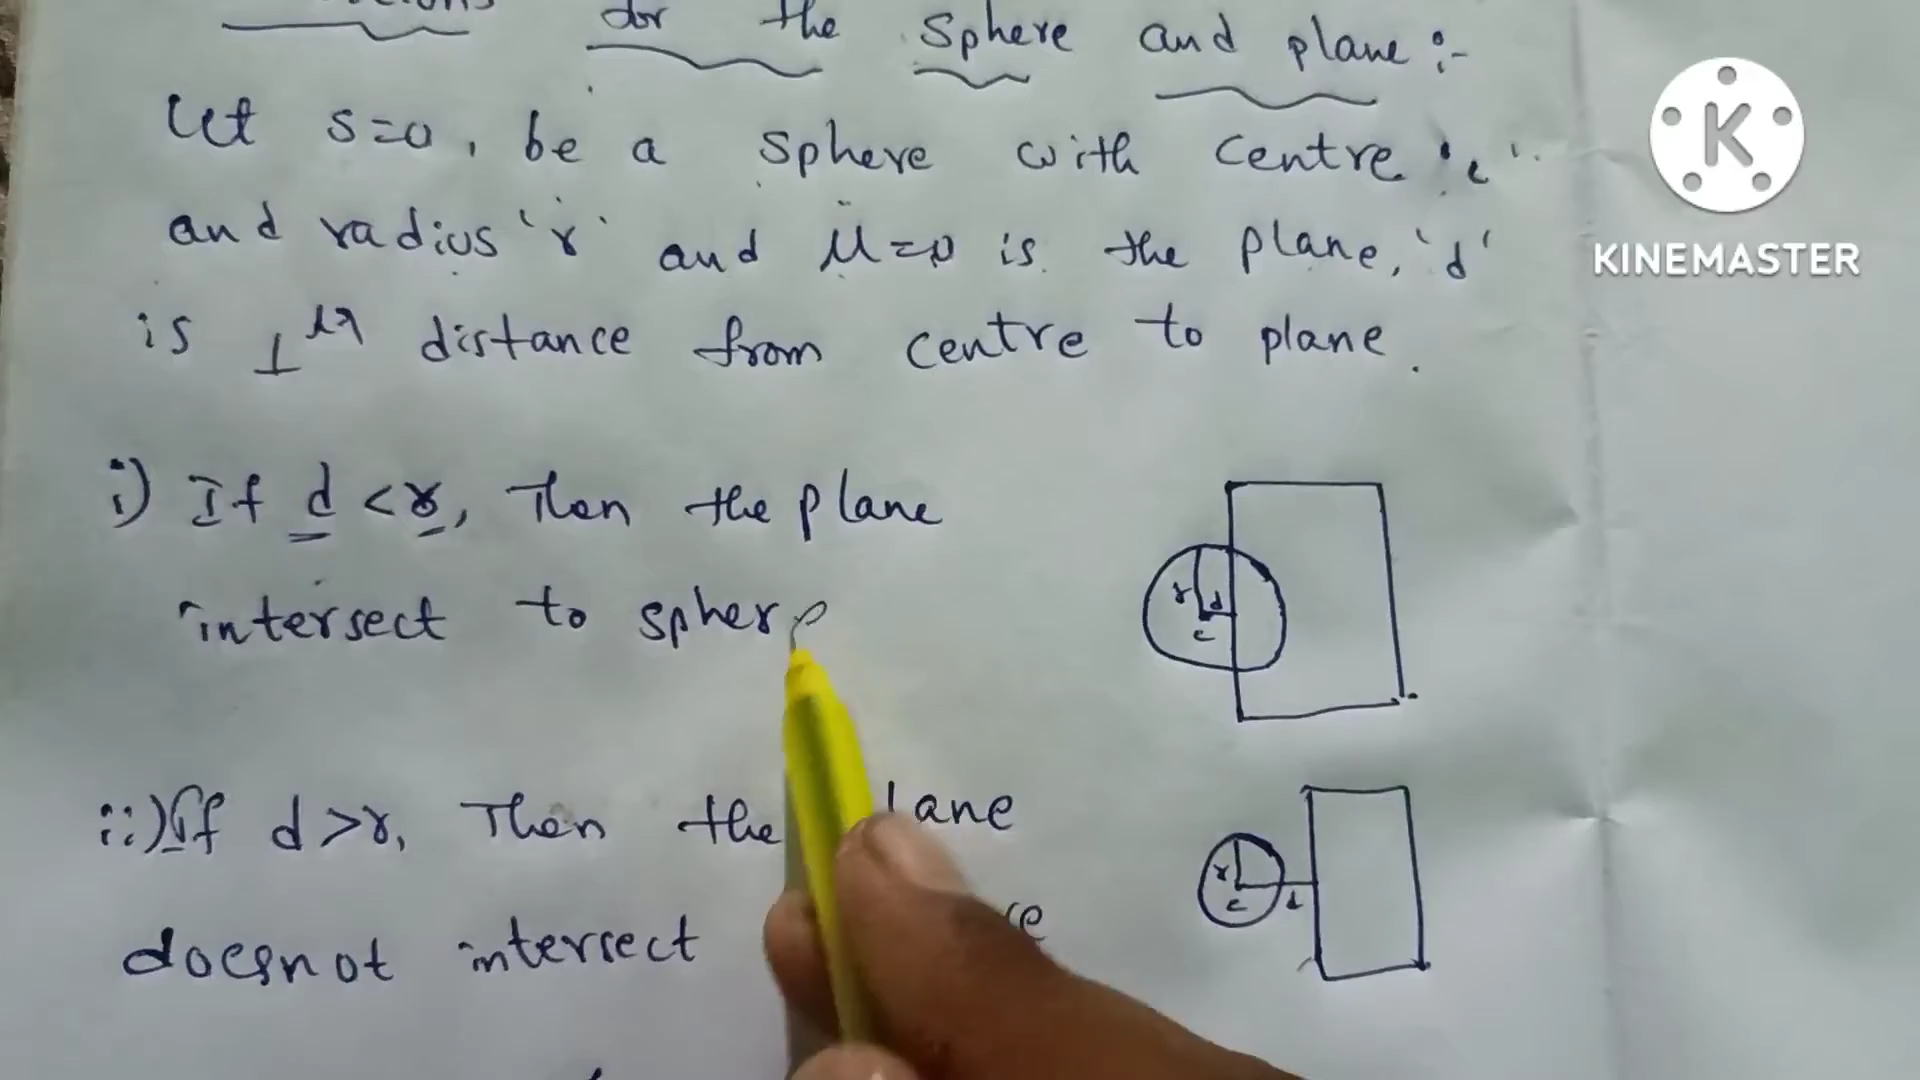 for the sphere and plane :-
Let s=0, be a sphere with centre 'c'
and radius 'r' and u=0 is the plane, 'd'
is ⊥ʳ distance from centre to plane.
i) If d < r, Then the plane
intersect to sphere
r d
c
ii) If d > r, Then the plane
doesnot intersect
r
c d
K
KINEMASTER